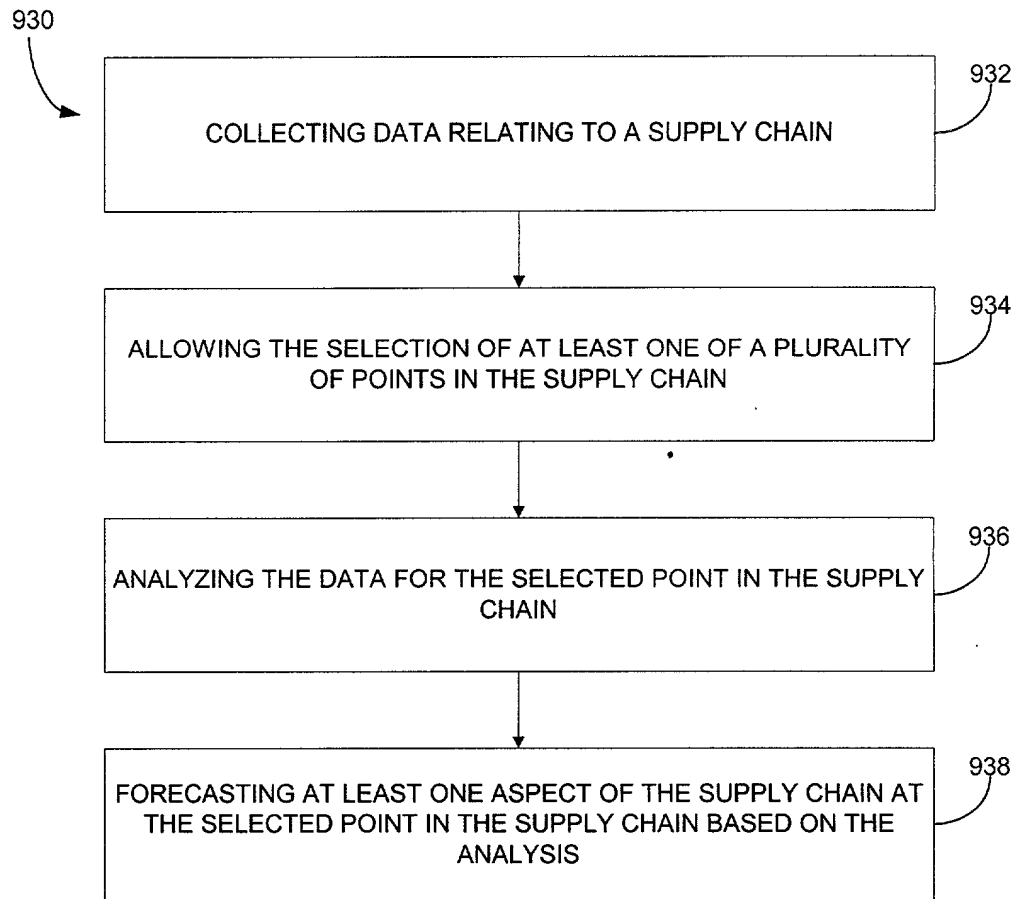 930
932
COLLECTING DATA RELATING TO A SUPPLY CHAIN
934
ALLOWING THE SELECTION OF AT LEAST ONE OF A PLURALITY
OF POINTS IN THE SUPPLY CHAIN
936
ANALYZING THE DATA FOR THE SELECTED POINT IN THE SUPPLY
CHAIN
938
FORECASTING AT LEAST ONE ASPECT OF THE SUPPLY CHAIN AT
THE SELECTED POINT IN THE SUPPLY CHAIN BASED ON THE
ANALYSIS